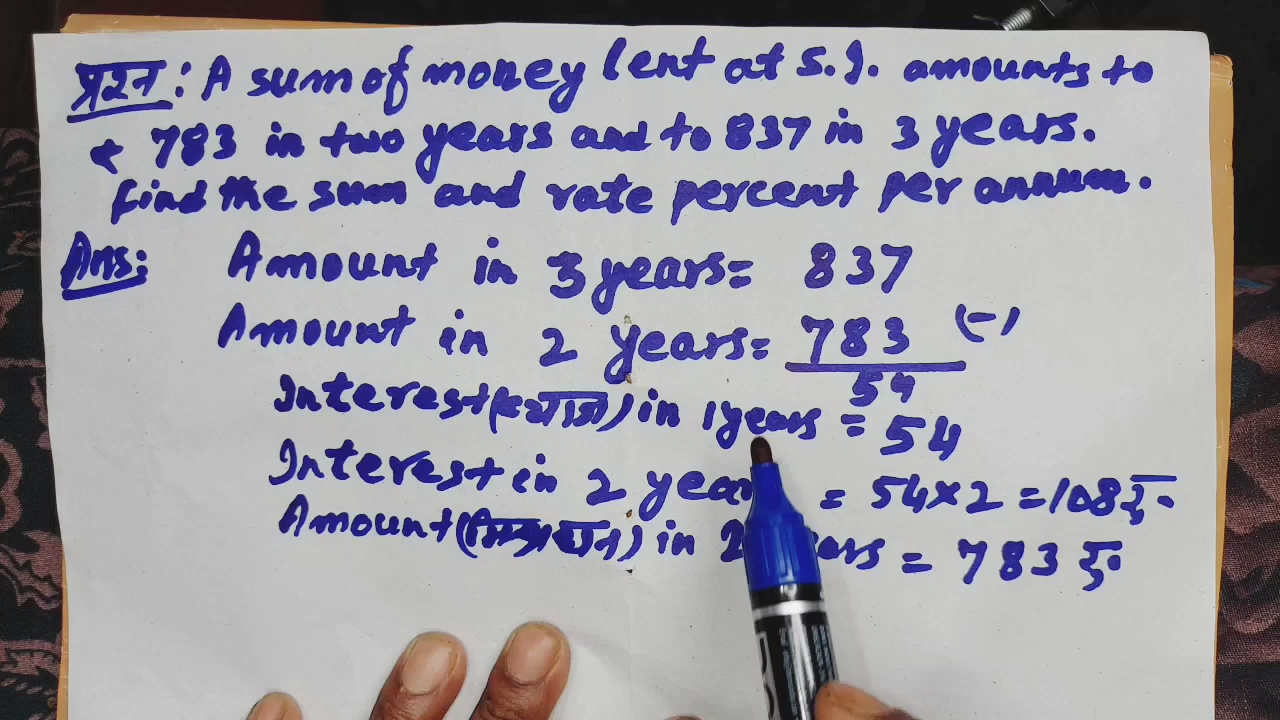 प्रश्न: A sum of money lent at S.I. amounts to
₹ 783 in two years and to 837 in 3 years.
find the sum and rate percent per annum.
Ans: Amount in 3 years = 837
Amount in 2 years = 783 (-)
54
Interest (ब्याज) in 1 years = 54
Interest in 2 = 54 × 2 = 108 रु॰
Amount (मिश्रधन) in 2 = 783 रु॰